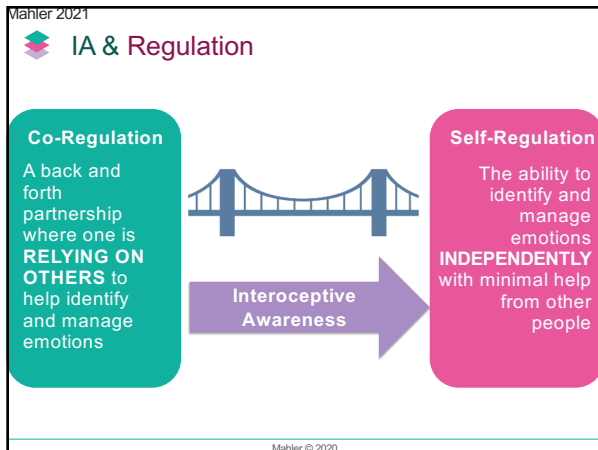 Mahler 2021
IA & Regulation
Co-Regulation
A back and
forth
partnership
where one is
RELYING ON
OTHERS to
help identify
and manage
emotions
Interoceptive
Awareness
Self-Regulation
The ability to
identify and
manage
emotions
INDEPENDENTLY
with minimal help
from other
people
Mahler © 2020